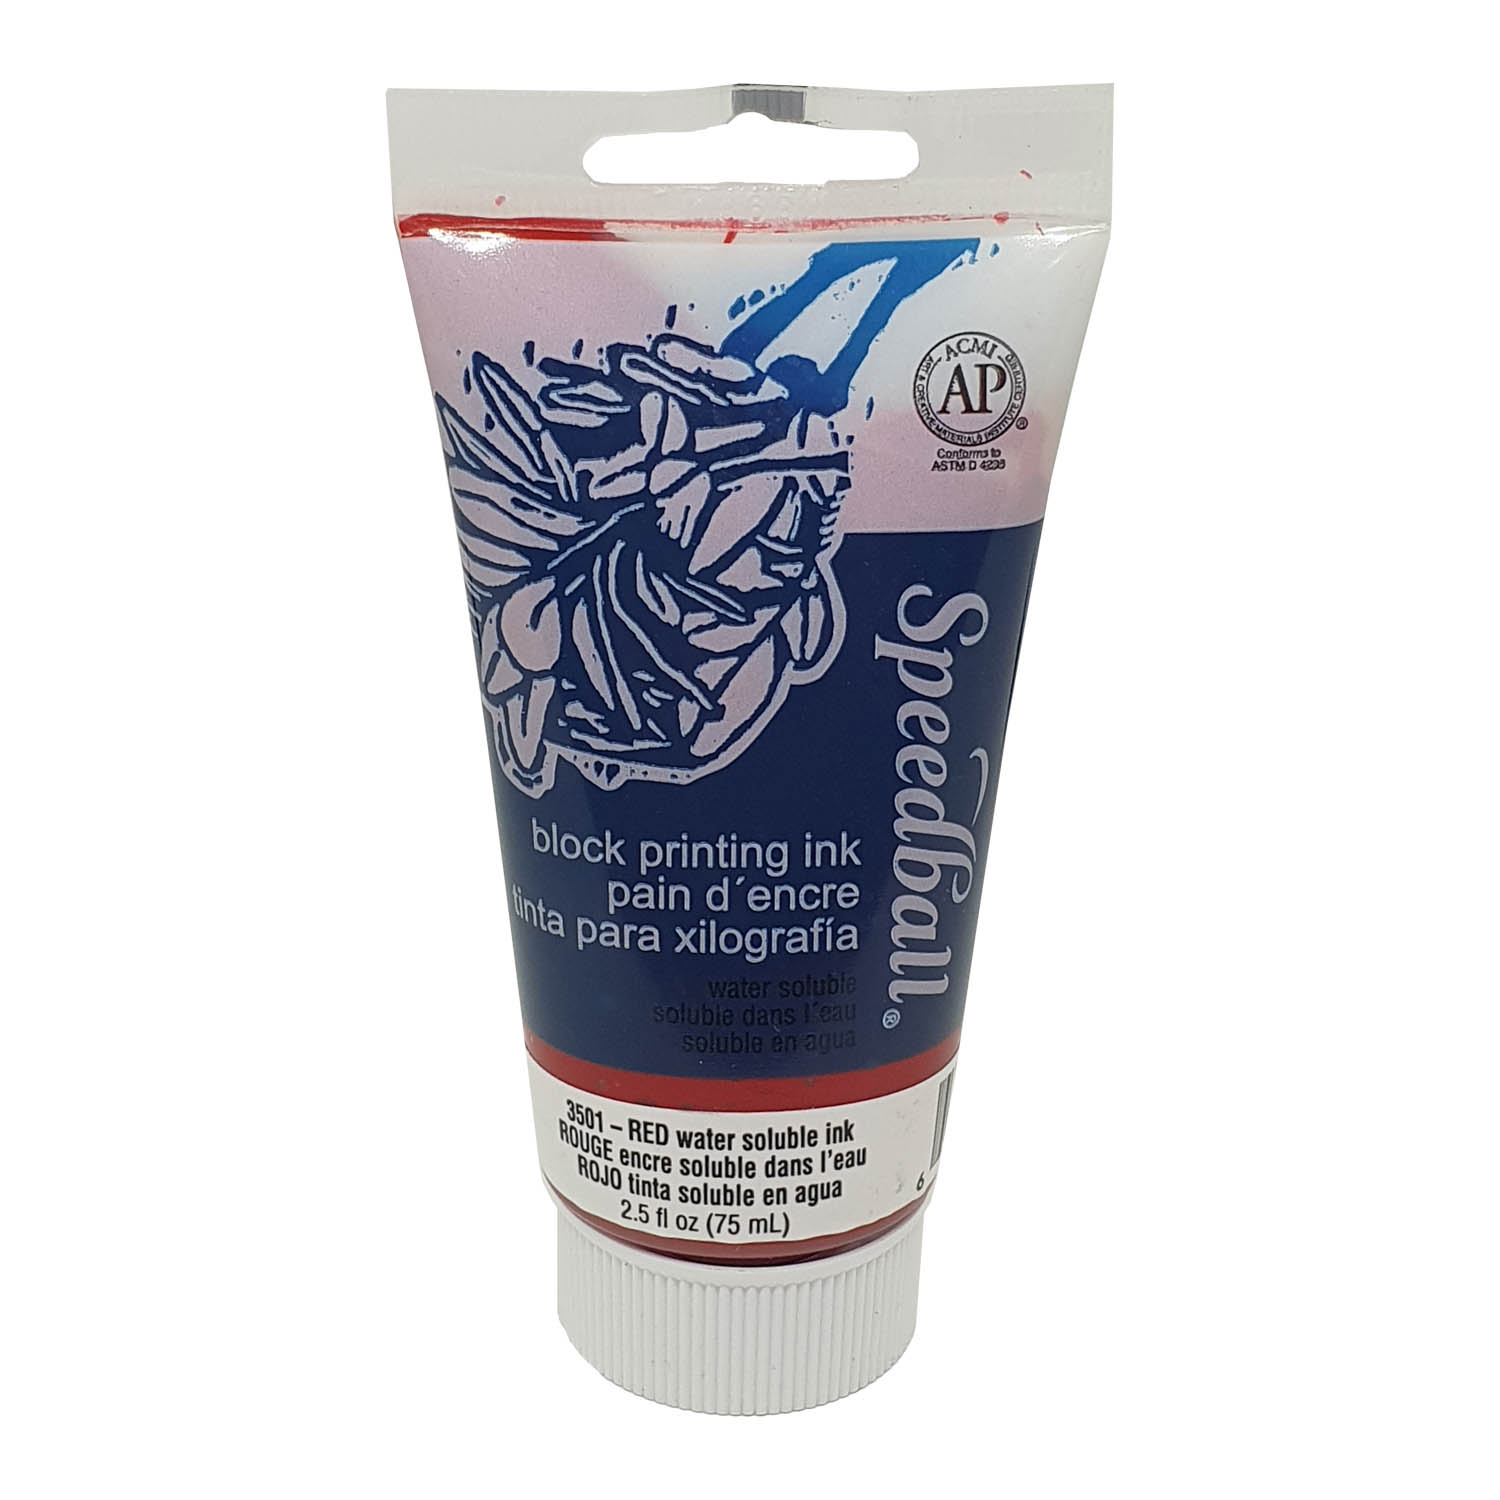 ACMI
AP
ART & CREATIVE MATERIALS INSTITUTE CERTIFIED
®
Conforms to
ASTM D 4236
Speedball®
block printing ink
pain d´encre
tinta para xilografía
water soluble
soluble dans l´eau
soluble en agua
3501 – RED water soluble ink
ROUGE encre soluble dans l'eau
ROJO tinta soluble en agua
2.5 fl oz (75 mL)
6